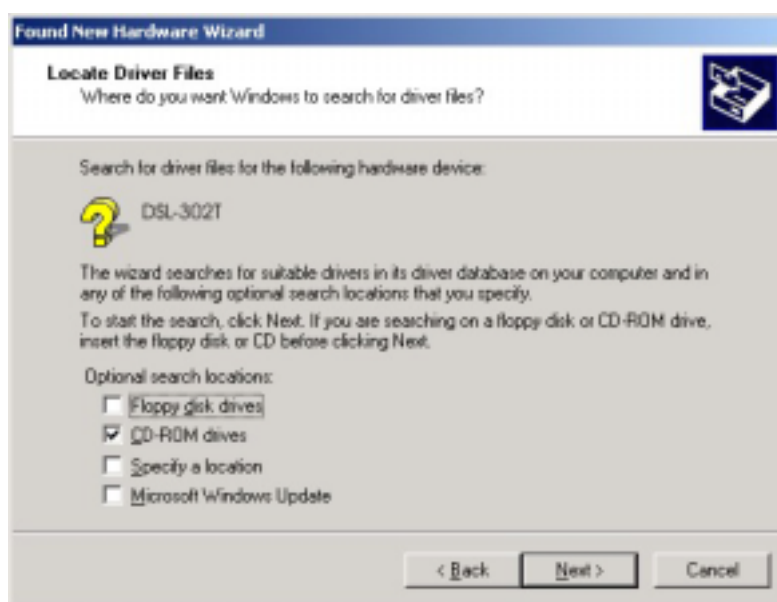 Found New Hardware Wizard
Locate Driver Files
Where do you want Windows to search for driver files?
Search for driver files for the following hardware device:
DSL-302T
The wizard searches for suitable drivers in its driver database on your computer and in
any of the following optional search locations that you specify.
To start the search, click Next. If you are searching on a floppy disk or CD-ROM drive,
insert the floppy disk or CD before clicking Next.
Optional search locations:
Floppy disk drives
CD-ROM drives
Specify a location
Microsoft Windows Update
< Back Next > Cancel